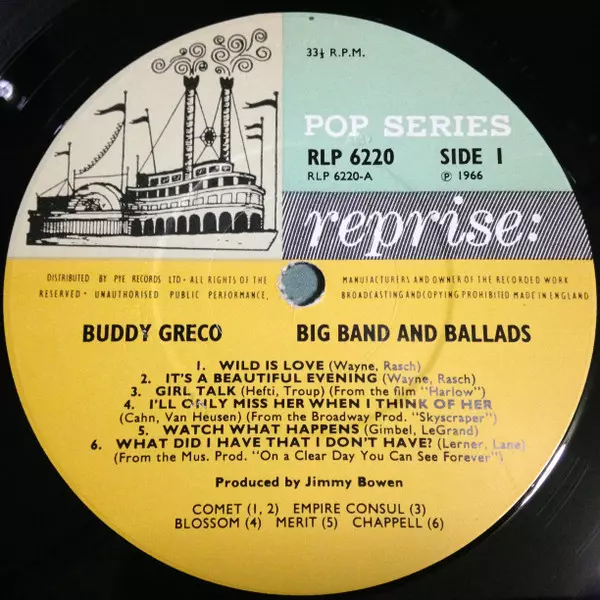 33⅓ R.P.M.
POP SERIES
RLP 6220 SIDE 1
RLP 6220-A ℗ 1966
reprise:
DISTRIBUTED BY PYE RECORDS LTD · ALL RIGHTS OF THE MANUFACTURERS AND OWNER OF THE RECORDED WORK
RESERVED · UNAUTHORISED PUBLIC PERFORMANCE, BROADCASTING AND COPYING PROHIBITED MADE IN ENGLAND
BUDDY GRECO BIG BAND AND BALLADS
1. WILD IS LOVE (Wayne, Rasch)
2. IT'S A BEAUTIFUL EVENING (Wayne, Rasch)
3. GIRL TALK (Hefti, Troup) (From the film "Harlow")
4. I'LL ONLY MISS HER WHEN I THINK OF HER
(Cahn, Van Heusen) (From the Broadway Prod. "Skyscraper")
5. WATCH WHAT HAPPENS (Gimbel, LeGrand)
6. WHAT DID I HAVE THAT I DON'T HAVE? (Lerner, Lane)
(From the Mus. Prod. "On a Clear Day You Can See Forever")
Produced by Jimmy Bowen
COMET (1, 2) EMPIRE CONSUL (3)
BLOSSOM (4) MERIT (5) CHAPPELL (6)